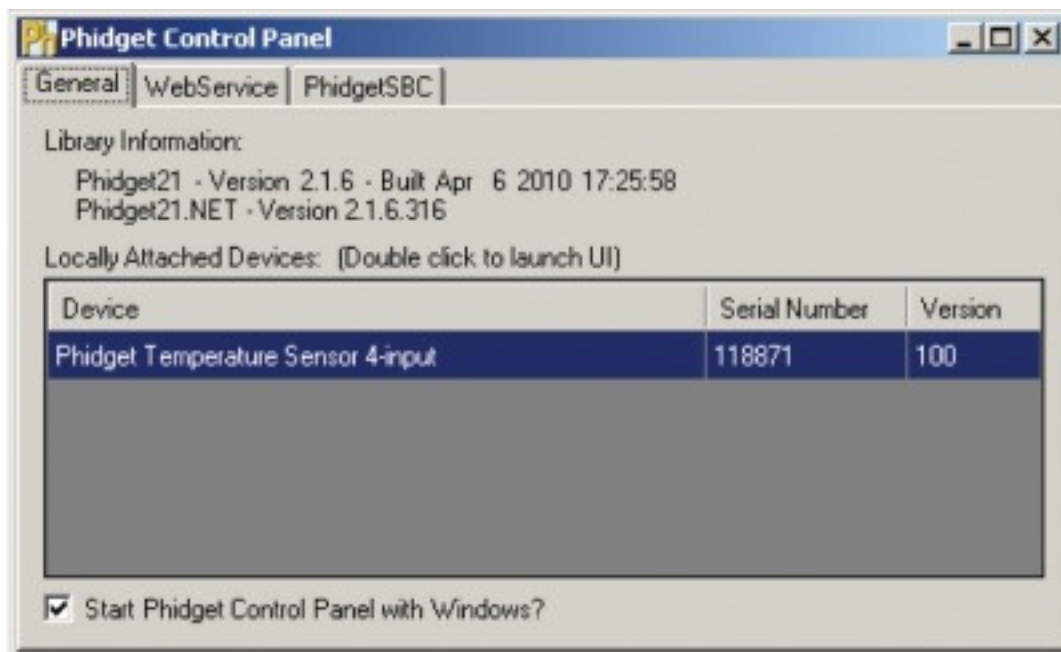 Phidget Control Panel
General WebService PhidgetSBC
Library Information:
Phidget21 - Version 2.1.6 - Built Apr 6 2010 17:25:58
Phidget21.NET - Version 2.1.6.316
Locally Attached Devices: (Double click to launch UI)
Device Serial Number Version
Phidget Temperature Sensor 4-input 118871 100
Start Phidget Control Panel with Windows?